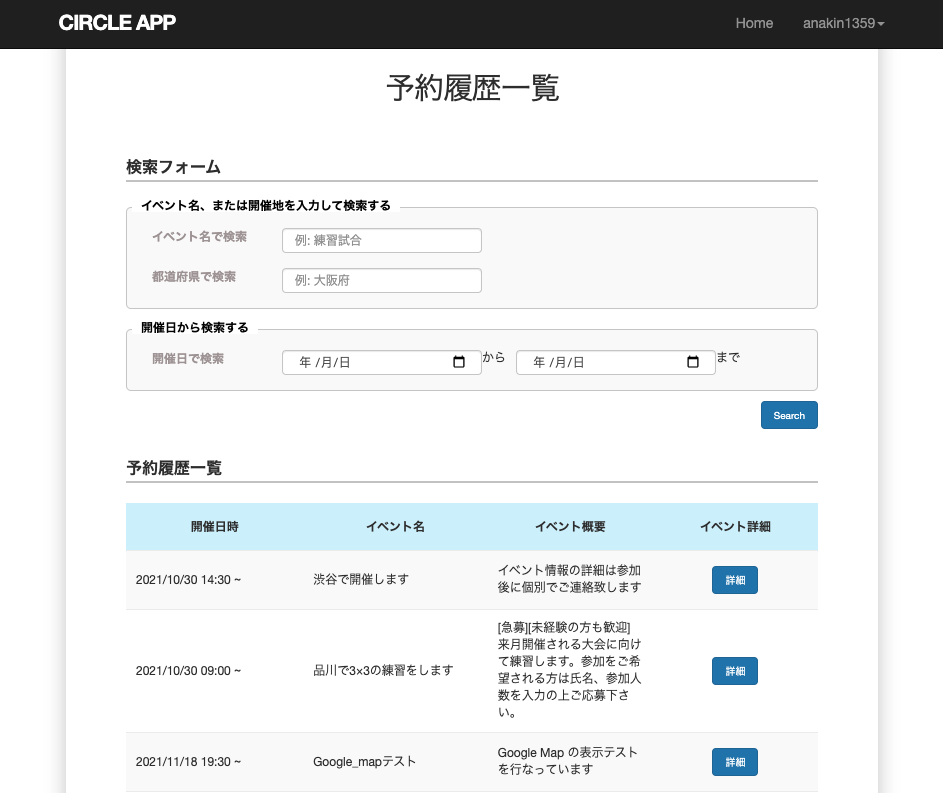 CIRCLE APP
Home
anakin1359
予約履歴一覧
検索フォーム
イベント名、または開催地を入力して検索する
イベント名で検索
例: 練習試合
都道府県で検索
例: 大阪府
開催日から検索する
開催日で検索
年 /月/日
から
年 /月/日
まで
Search
予約履歴一覧
開催日時 イベント名 イベント概要 イベント詳細
2021/10/30 14:30 ~
渋谷で開催します
イベント情報の詳細は参加
後に個別でご連絡致します
詳細
2021/10/30 09:00 ~
品川で3×3の練習をします
[急募][未経験の方も歓迎]
来月開催される大会に向け
て練習します。参加をご希
望される方は氏名、参加人
数を入力の上ご応募下さ
い。
詳細
2021/11/18 19:30 ~
Google_mapテスト
Google Map の表示テスト
を行なっています
詳細